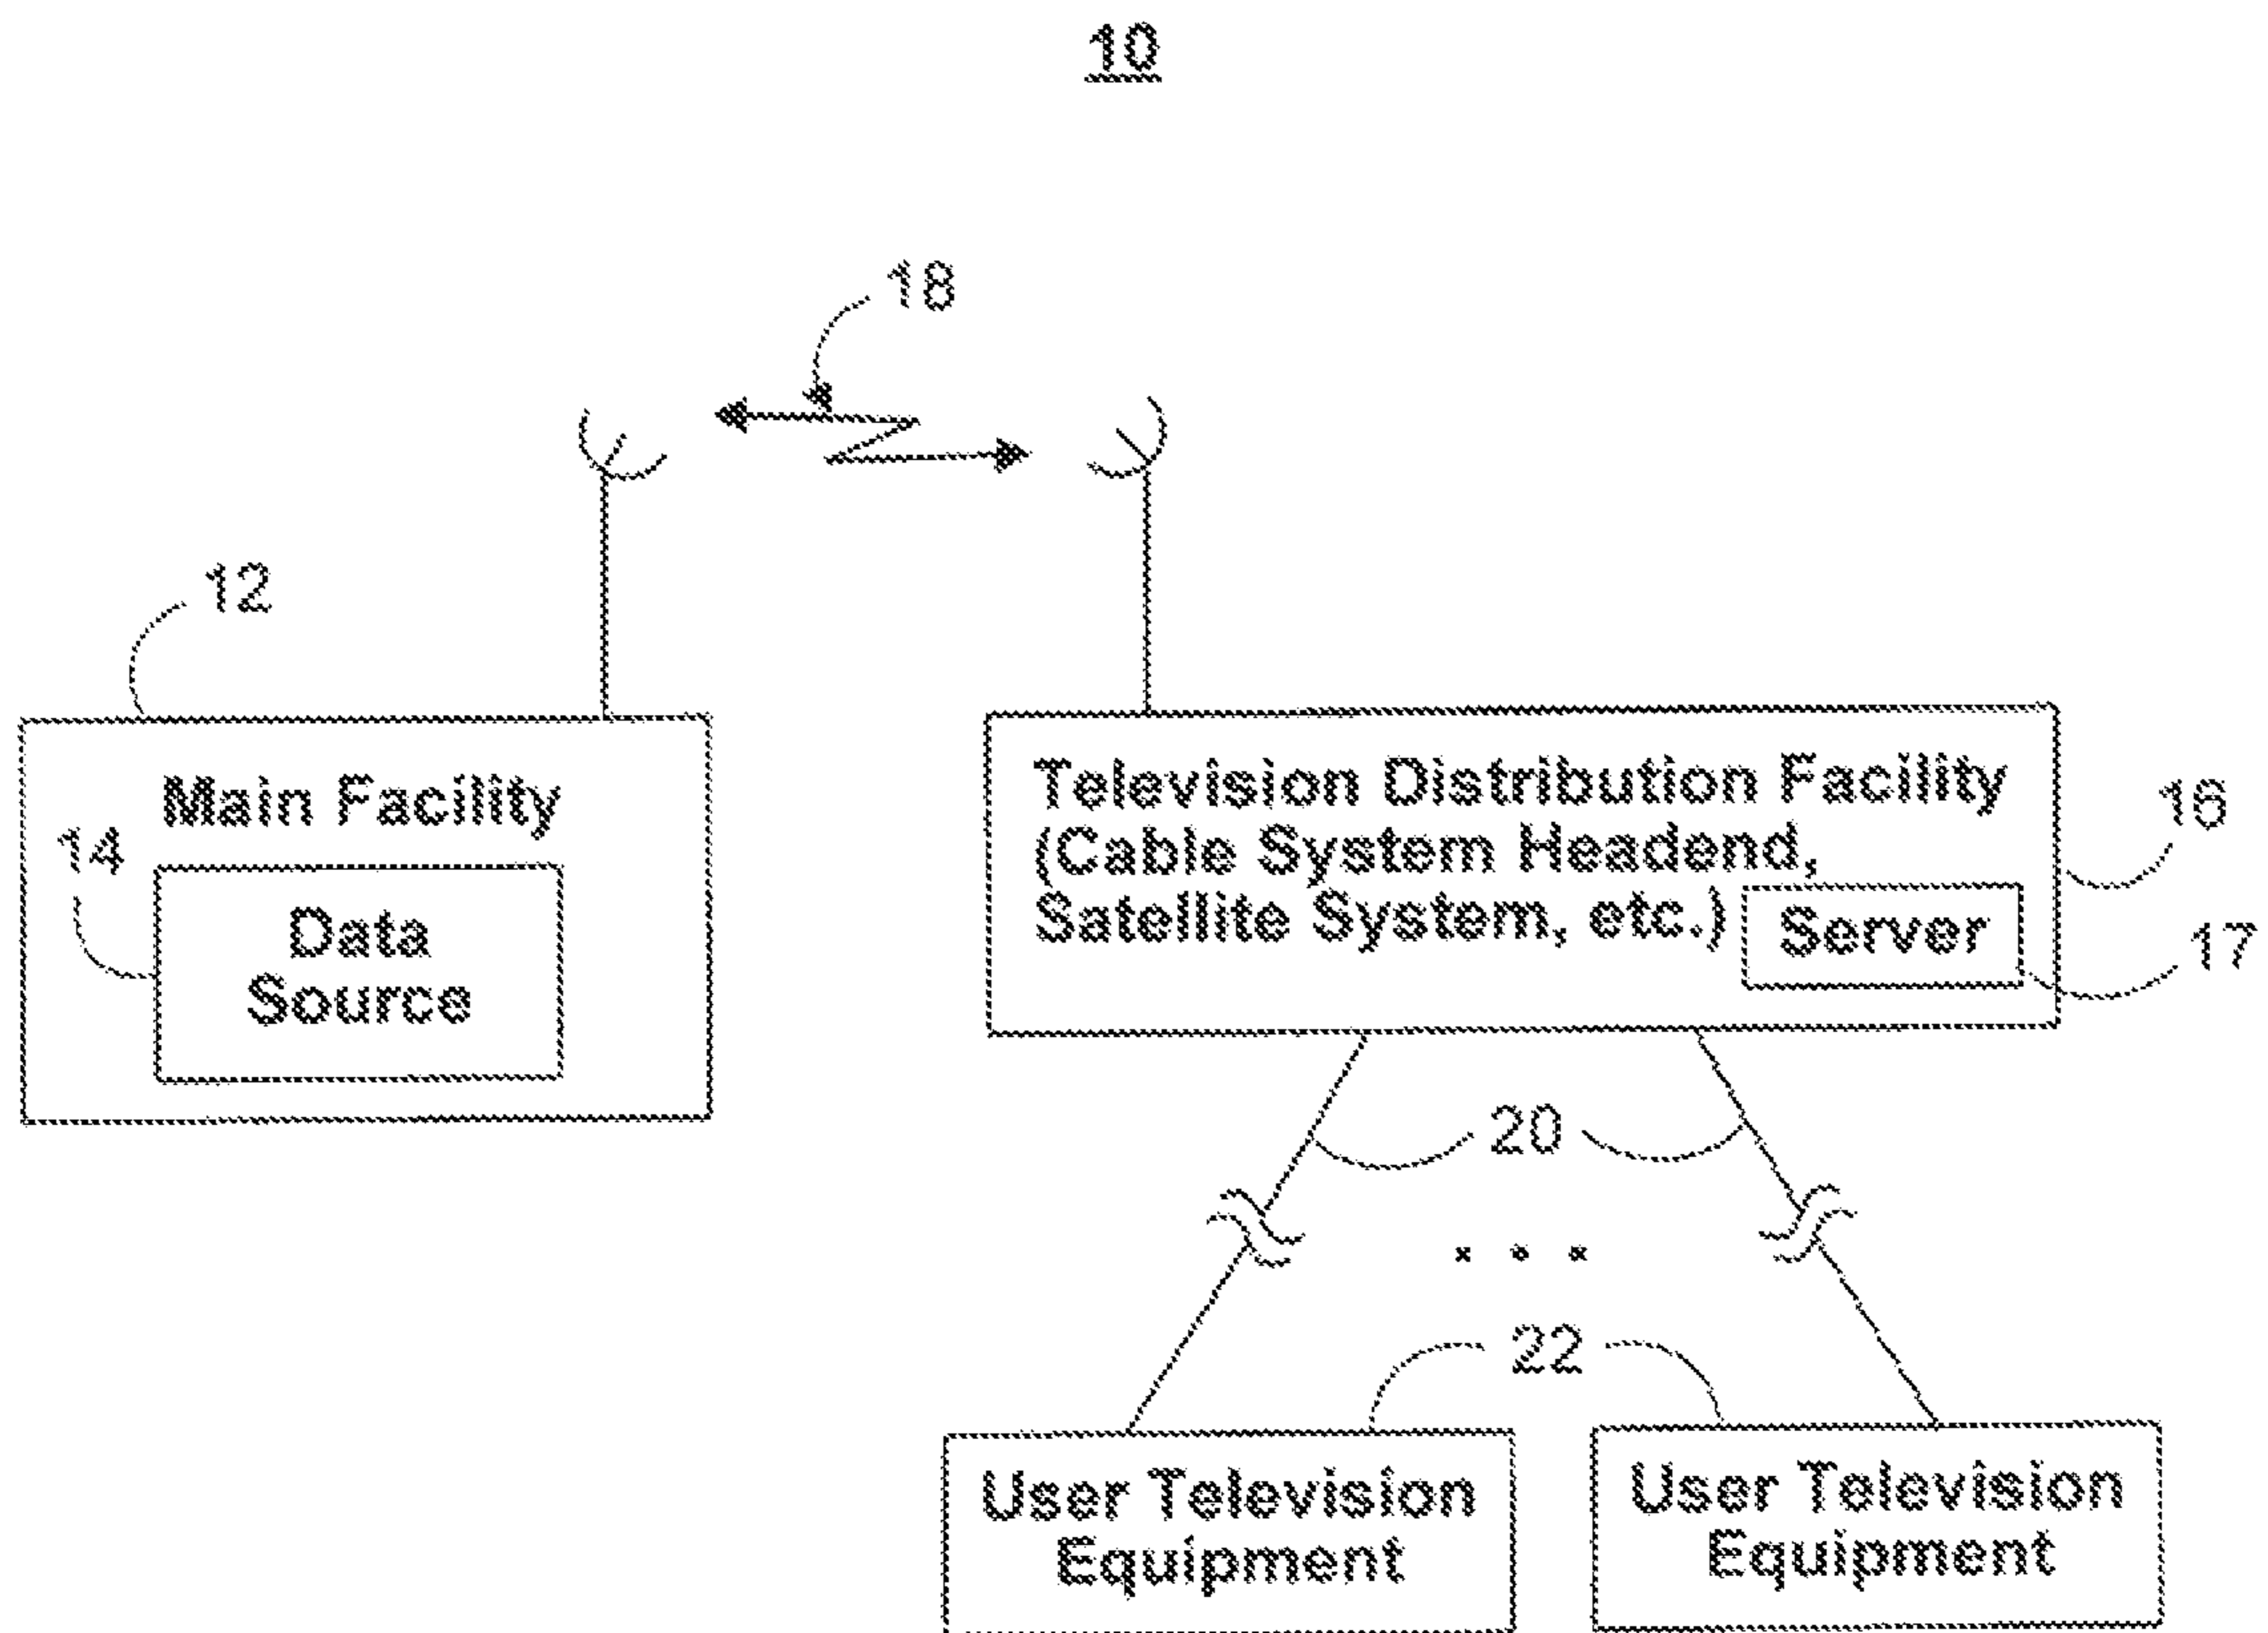 10
18
12
Main Facility
14
Data
Source
Television Distribution Facility
(Cable System Headend,
Satellite System, etc.)
Server
16
17
20
. . .
22
User Television
Equipment
User Television
Equipment